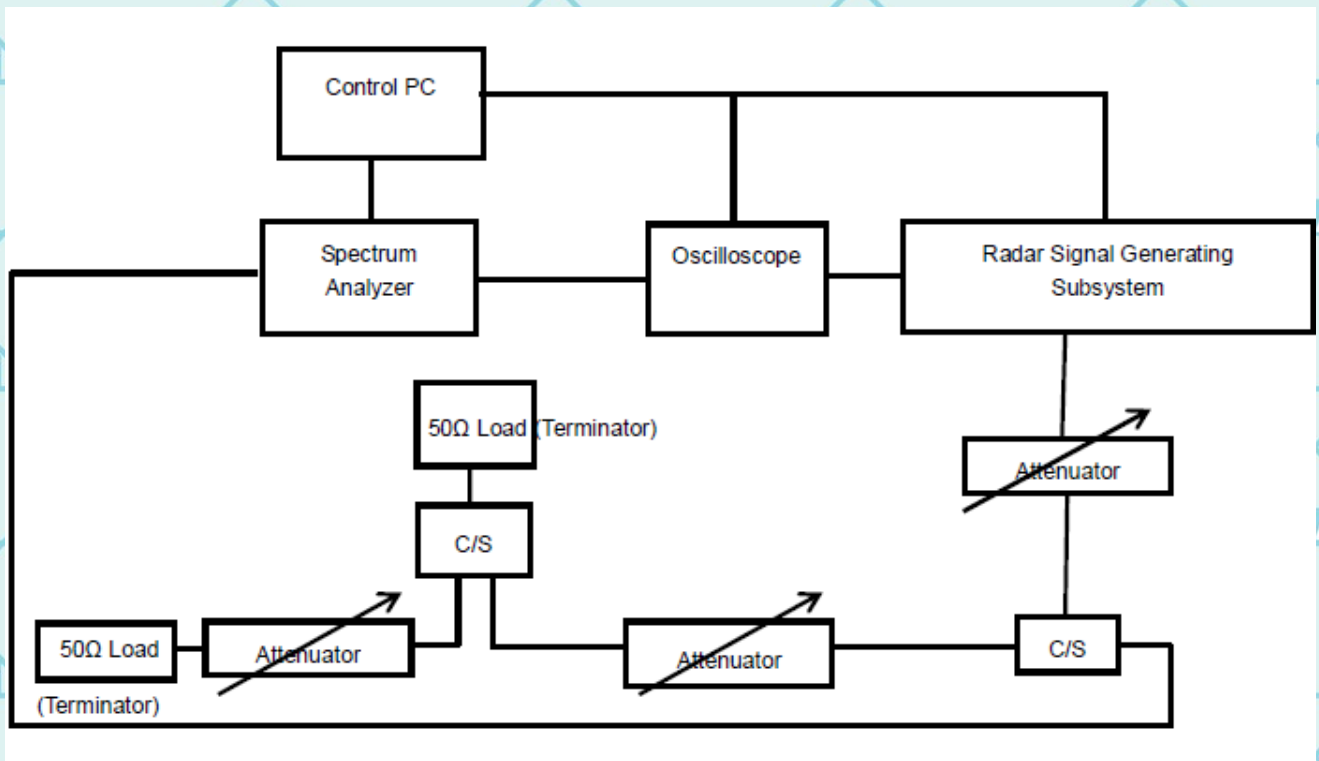 Control PC
Spectrum
Analyzer
Oscilloscope
Radar Signal Generating
Subsystem
50Ω Load (Terminator)
Attenuator
C/S
50Ω Load
(Terminator)
Attenuator
Attenuator
C/S